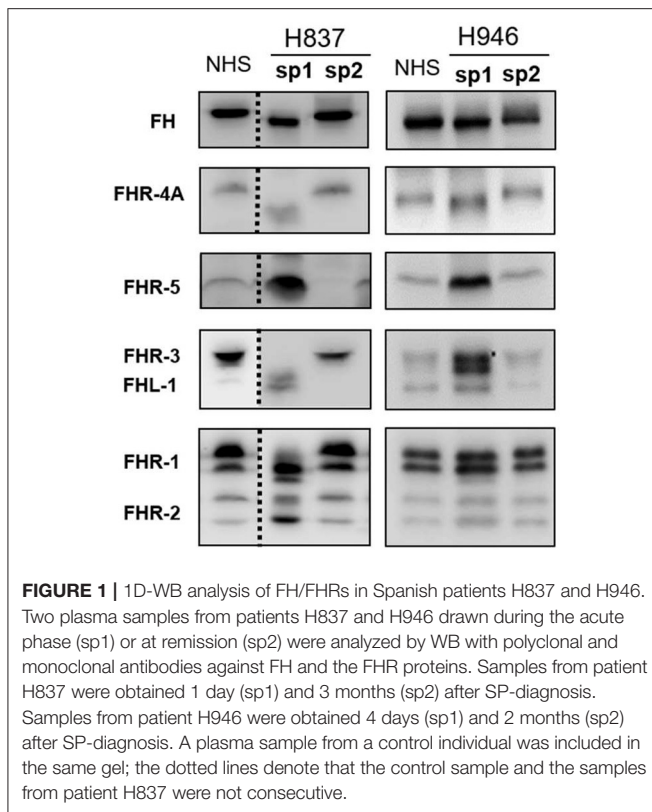 H837 H946
NHS sp1 sp2 NHS sp1 sp2
FH
FHR-4A
FHR-5
FHR-3
FHL-1
FHR-1
FHR-2
FIGURE 1 | 1D-WB analysis of FH/FHRs in Spanish patients H837 and H946.
Two plasma samples from patients H837 and H946 drawn during the acute
phase (sp1) or at remission (sp2) were analyzed by WB with polyclonal and
monoclonal antibodies against FH and the FHR proteins. Samples from patient
H837 were obtained 1 day (sp1) and 3 months (sp2) after SP-diagnosis.
Samples from patient H946 were obtained 4 days (sp1) and 2 months (sp2)
after SP-diagnosis. A plasma sample from a control individual was included in
the same gel; the dotted lines denote that the control sample and the samples
from patient H837 were not consecutive.